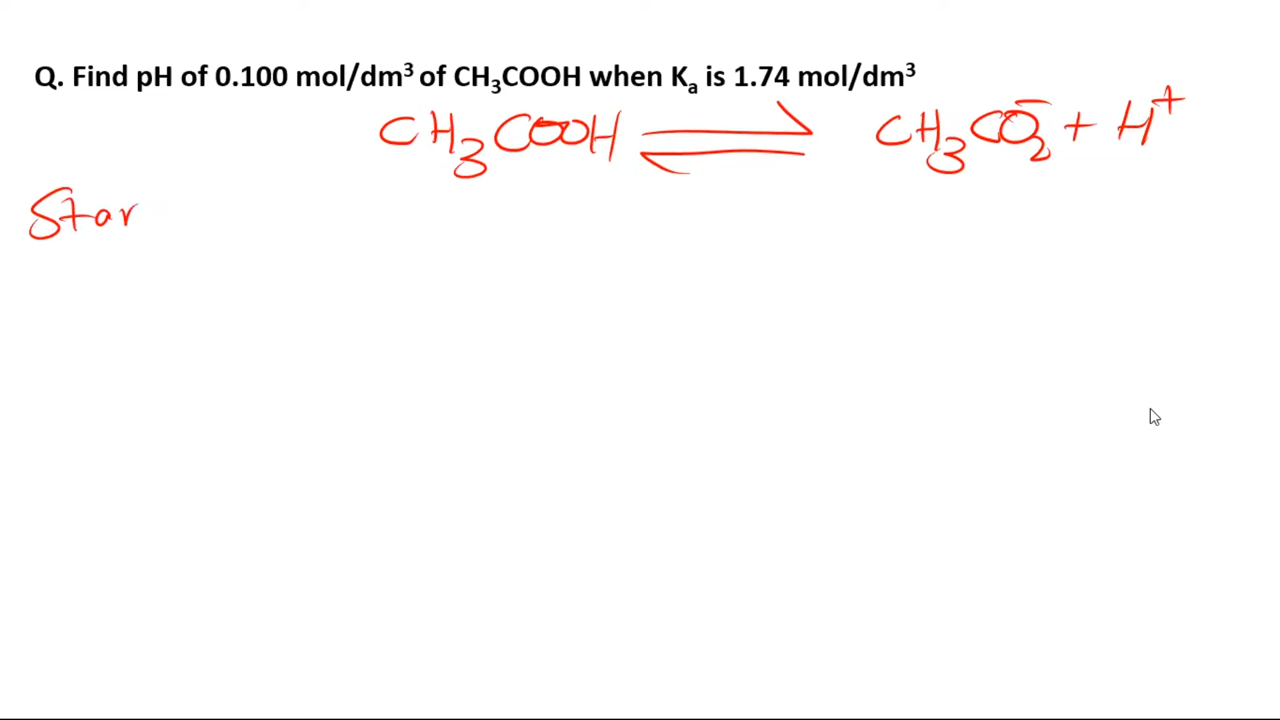 Q. Find pH of 0.100 mol/dm³ of CH₃COOH when Kₐ is 1.74 mol/dm³
CH₃COOH ⇌ CH₃CO₂⁻ + H⁺
Star